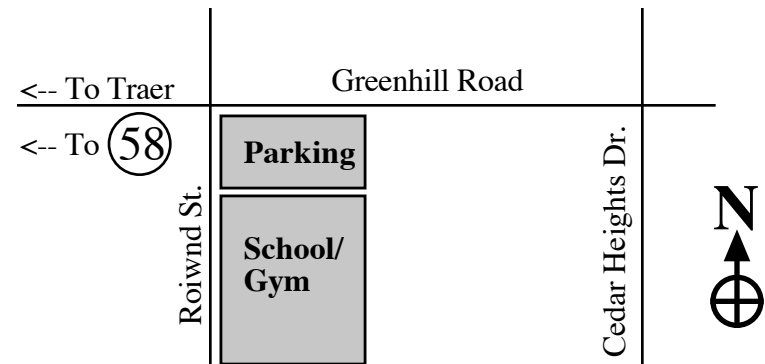 <-- To Traer
Greenhill Road
<-- To 58
Parking
School/
Gym
Roiwnd St.
Cedar Heights Dr.
N